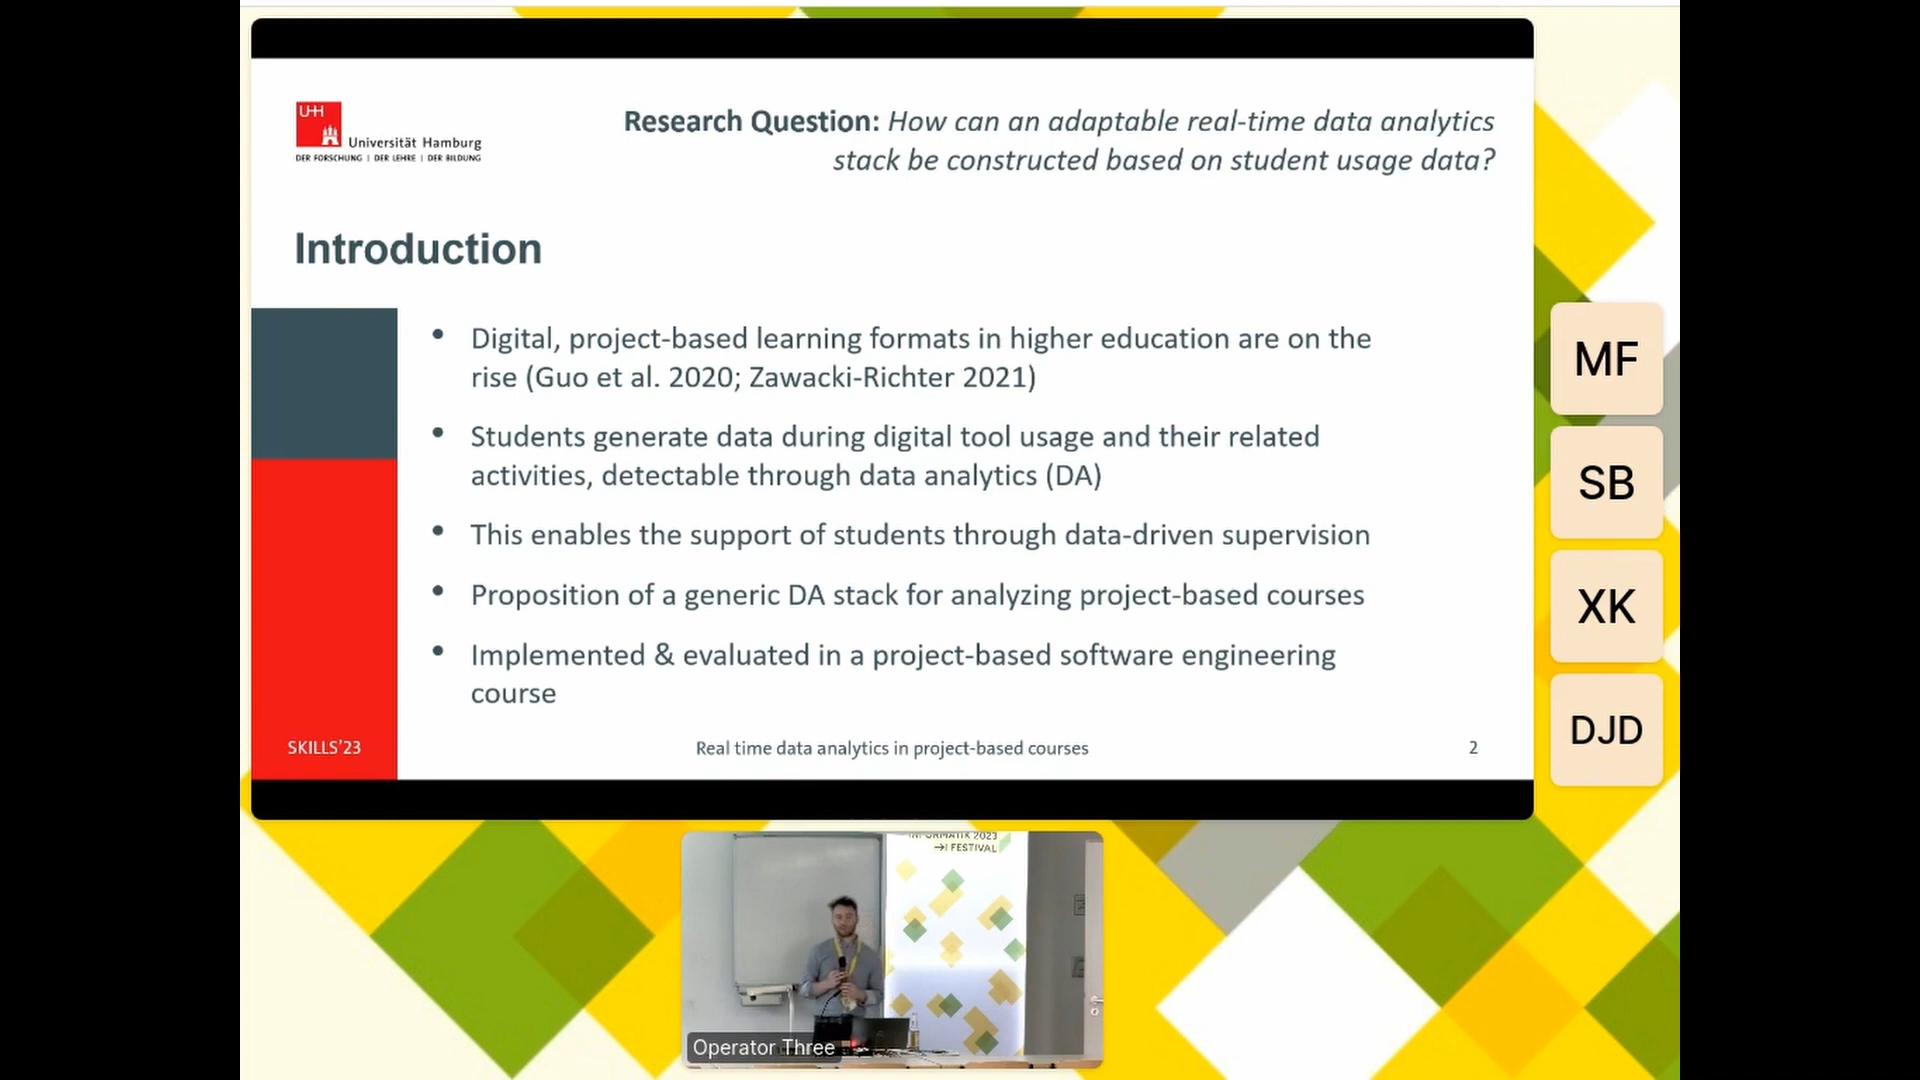 UHH
Universität Hamburg
DER FORSCHUNG | DER LEHRE | DER BILDUNG
Research Question: How can an adaptable real-time data analytics
stack be constructed based on student usage data?
Introduction
• Digital, project-based learning formats in higher education are on the
rise (Guo et al. 2020; Zawacki-Richter 2021)
• Students generate data during digital tool usage and their related
activities, detectable through data analytics (DA)
• This enables the support of students through data-driven supervision
• Proposition of a generic DA stack for analyzing project-based courses
• Implemented & evaluated in a project-based software engineering
course
SKILLS'23
Real time data analytics in project-based courses
2
MF
SB
XK
DJD
INFORMATIK 2023
→I FESTIVAL
Operator Three